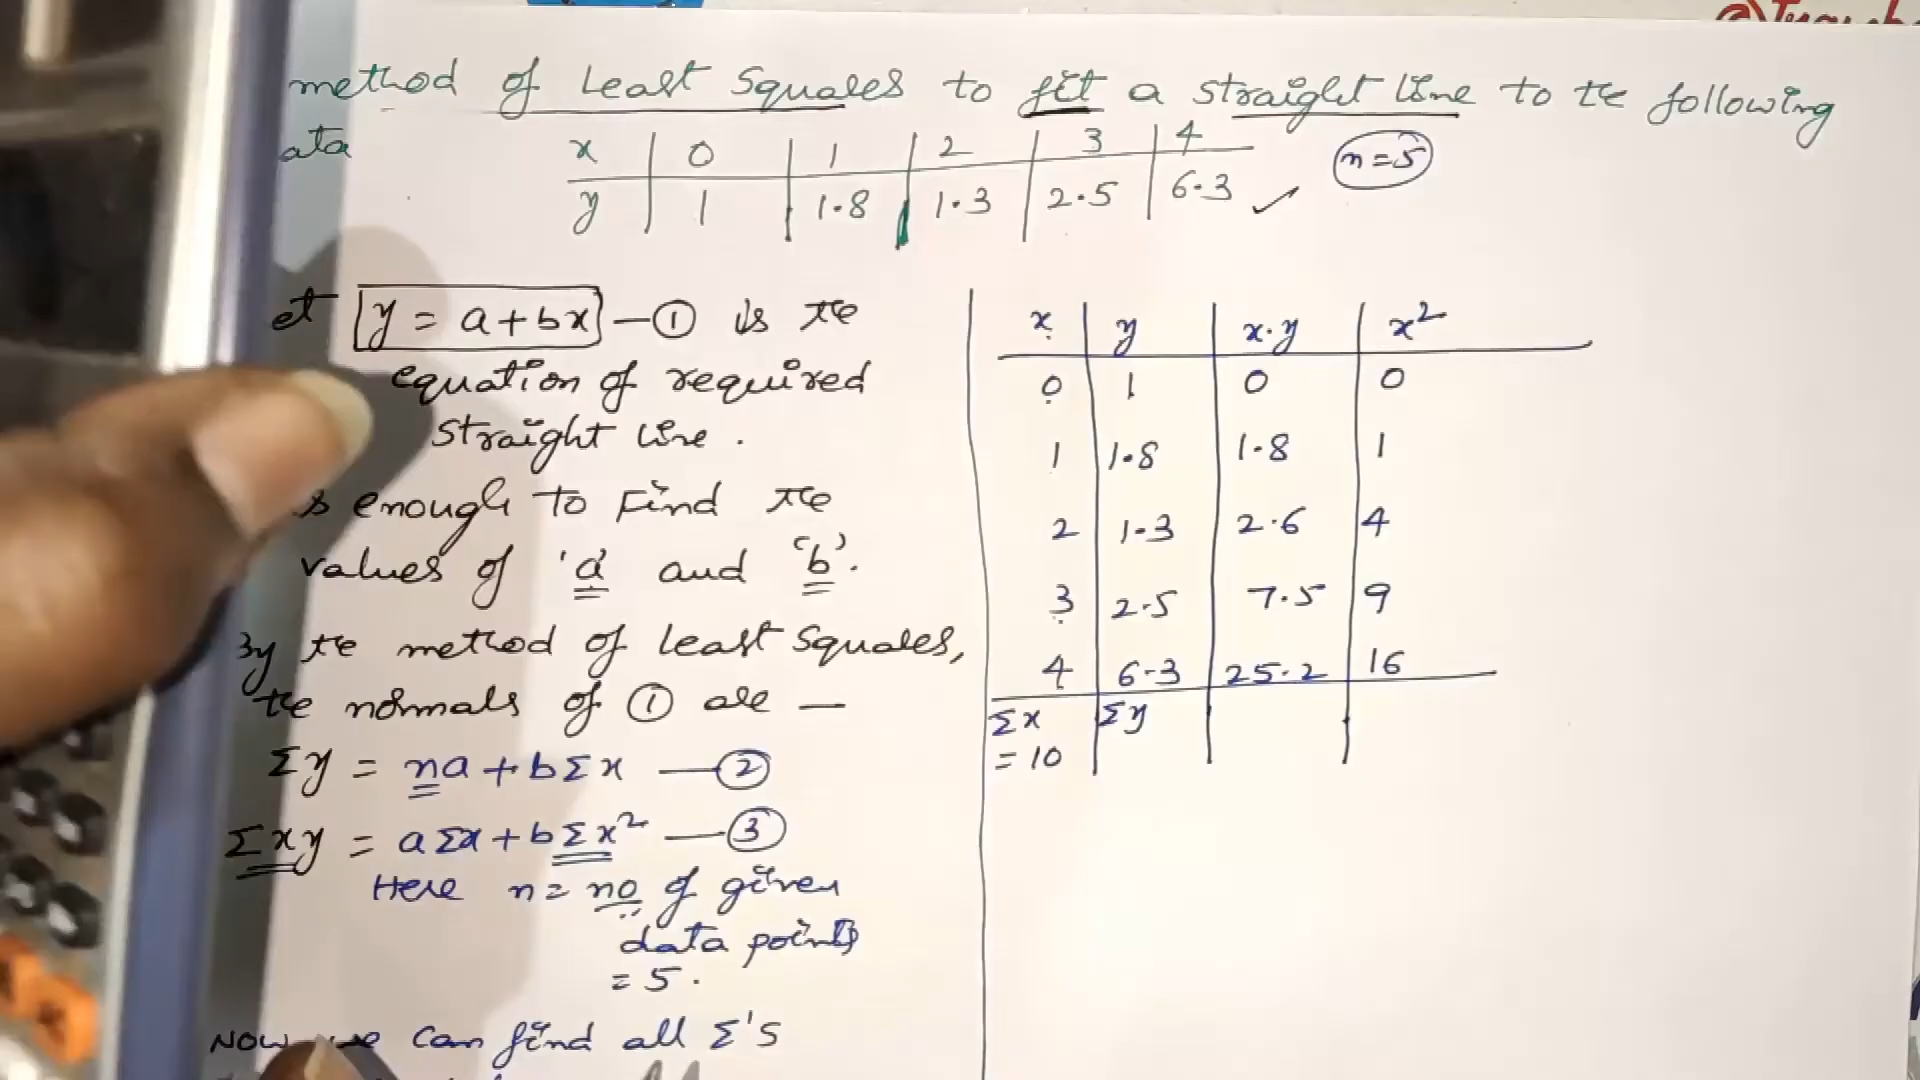 method of Least Squares to fit a straight line to the following
ata
x 0 1 2 3 4
y 1 1.8 1.3 2.5 6.3
n=5
et y = a+bx — ① is the
equation of required
straight line.
s enough to Find the
values of 'a' and 'b'.
By the method of Least Squares,
the normals of ① are —
Σy = na + bΣx — ②
Σxy = aΣx + bΣx² — ③
Here n = no of given
data points
= 5.
Now we can find all Σ's
x y x.y x²
0 1 0 0
1 1.8 1.8 1
2 1.3 2.6 4
3 2.5 7.5 9
4 6.3 25.2 16
Σx Σy
= 10